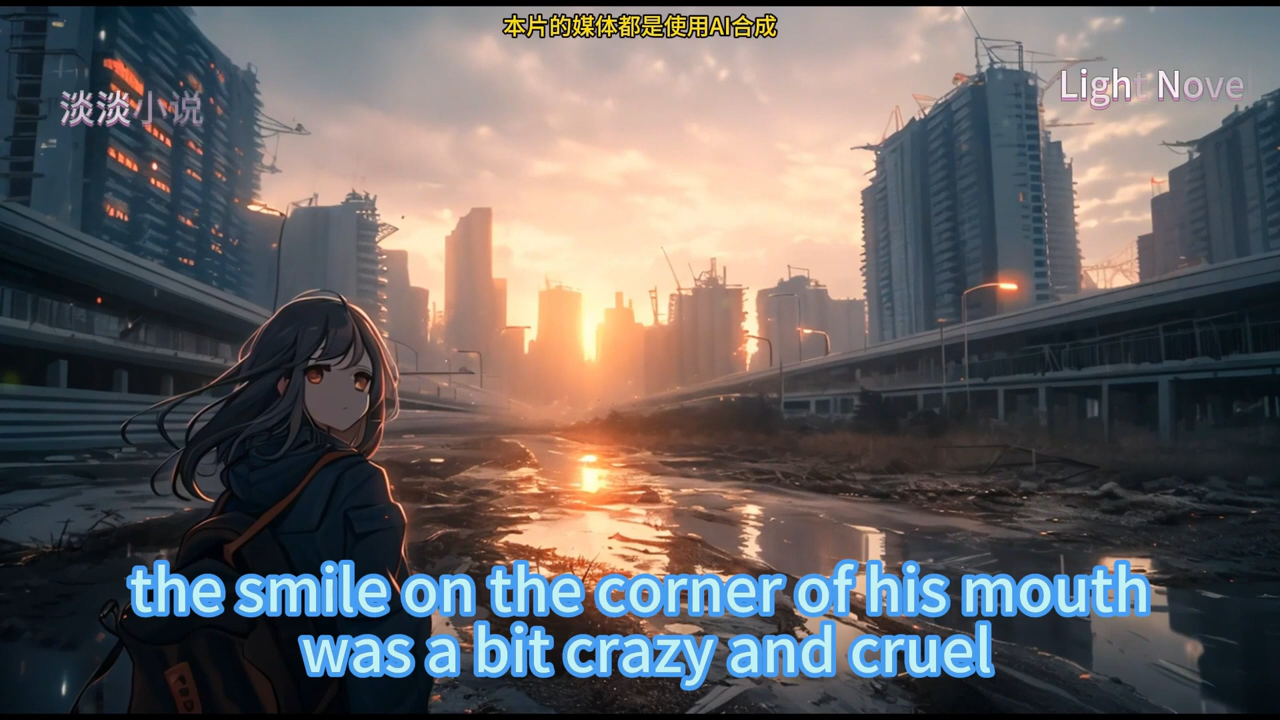 本片的媒体都是使用AI合成
淡淡小说
Light Nove
the smile on the corner of his mouth
was a bit crazy and cruel